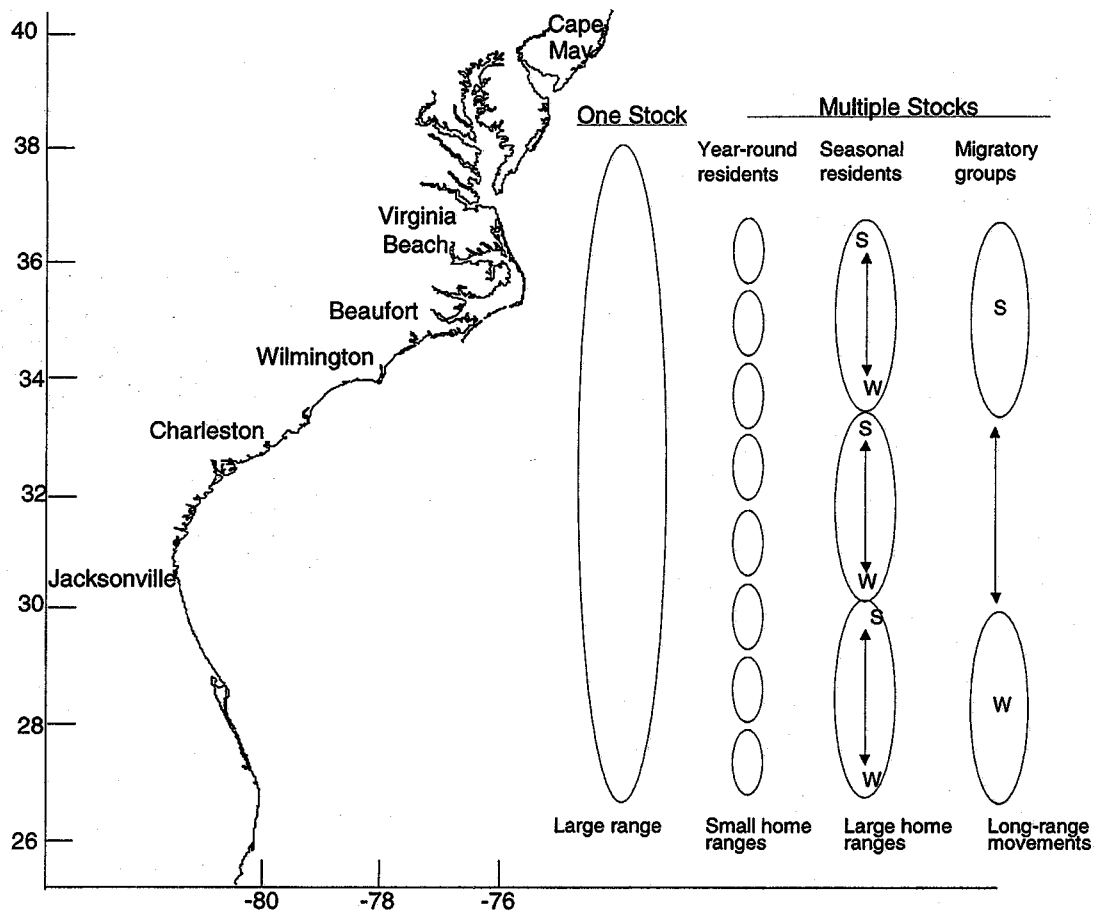 40
Cape
May
One Stock
Multiple Stocks
38
Year-round
residents
Seasonal
residents
Migratory
groups
Virginia
Beach
36
S
S
Beaufort
Wilmington
34
W
Charleston
S
32
Jacksonville
W
30
S
28
W
W
26
Large range
Small home
ranges
Large home
ranges
Long-range
movements
-80
-78
-76